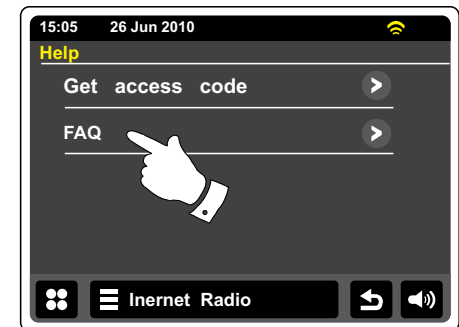 15:05 26 Jun 2010
Help
Get access code
FAQ
Inernet Radio